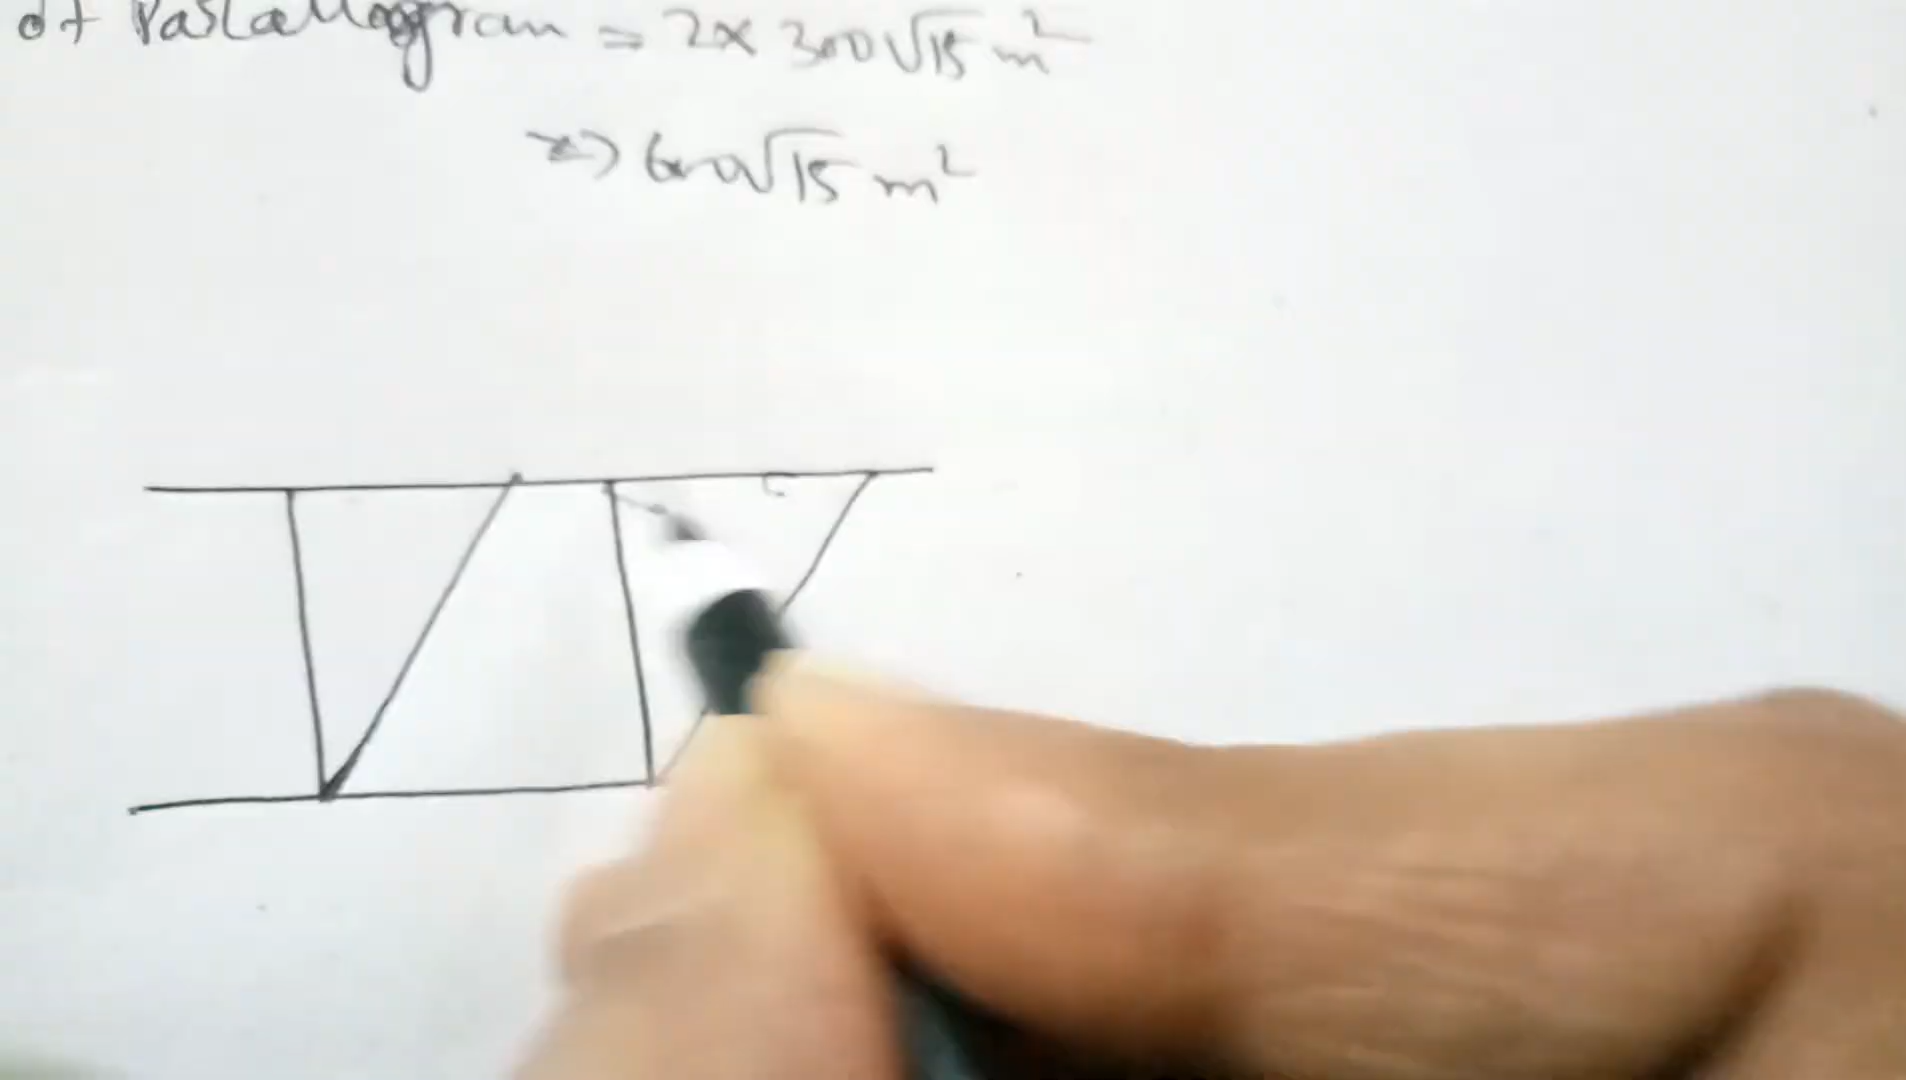 of Parallelogram = 2x 300√15 m²
=> 600√15 m²